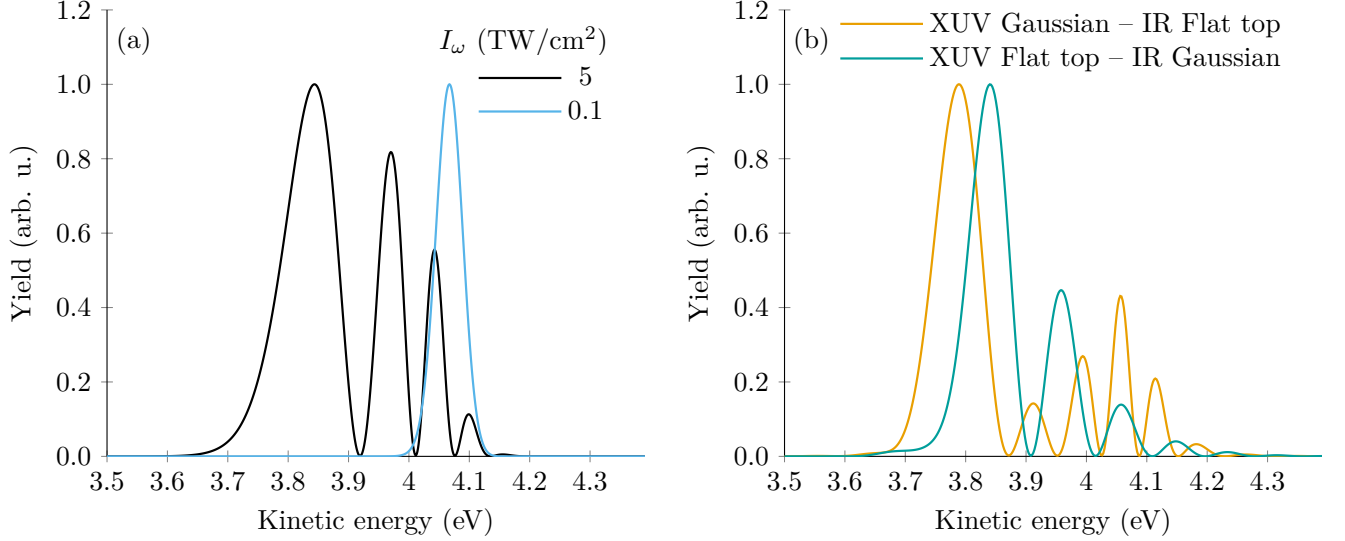 (a)
I_ω (TW/cm²)
5
0.1
1.2
1.0
0.8
0.6
0.4
0.2
0.0
Yield (arb. u.)
3.5 3.6 3.7 3.8 3.9 4 4.1 4.2 4.3
Kinetic energy (eV)
(b)
XUV Gaussian – IR Flat top
XUV Flat top – IR Gaussian
1.2
1.0
0.8
0.6
0.4
0.2
0.0
Yield (arb. u.)
3.5 3.6 3.7 3.8 3.9 4 4.1 4.2 4.3
Kinetic energy (eV)